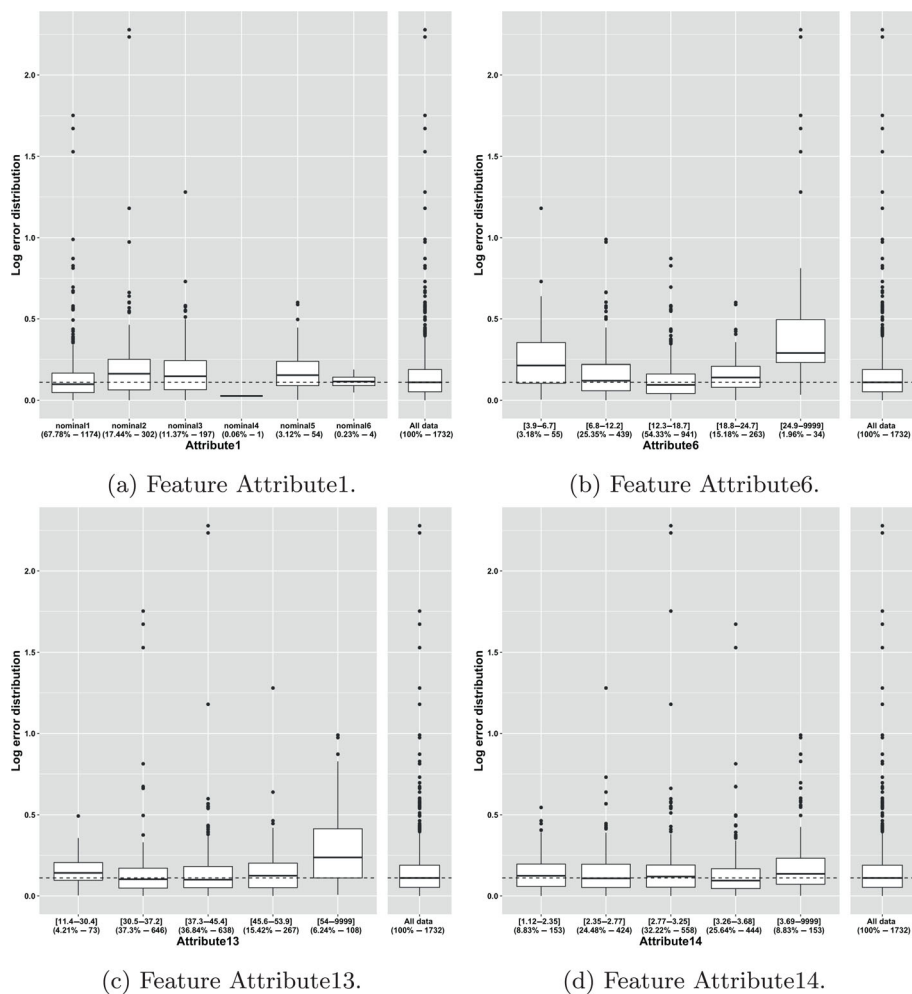 Log error distribution
2.0
1.5
1.0
0.5
0.0
nominal1 nominal2 nominal3 nominal4 nominal5 nominal6 All data
(67.78% − 1174) (17.44% − 302) (11.37% − 197) (0.06% − 1) (3.12% − 54) (0.23% − 4) (100% − 1732)
Attribute1
(a) Feature Attribute1.
Log error distribution
2.0
1.5
1.0
0.5
0.0
[3.9−6.7] [6.8−12.2] [12.3−18.7] [18.8−24.7] [24.9−9999] All data
(3.18% − 55) (25.35% − 439) (54.33% − 941) (15.18% − 263) (1.96% − 34) (100% − 1732)
Attribute6
(b) Feature Attribute6.
Log error distribution
2.0
1.5
1.0
0.5
0.0
[11.4−30.4] [30.5−37.2] [37.3−45.4] [45.6−53.9] [54−9999] All data
(4.21% − 73) (37.3% − 646) (36.84% − 638) (15.42% − 267) (6.24% − 108) (100% − 1732)
Attribute13
(c) Feature Attribute13.
Log error distribution
2.0
1.5
1.0
0.5
0.0
[1.12−2.35] [2.35−2.77] [2.77−3.25] [3.26−3.68] [3.69−9999] All data
(8.83% − 153) (24.48% − 424) (32.22% − 558) (25.64% − 444) (8.83% − 153) (100% − 1732)
Attribute14
(d) Feature Attribute14.